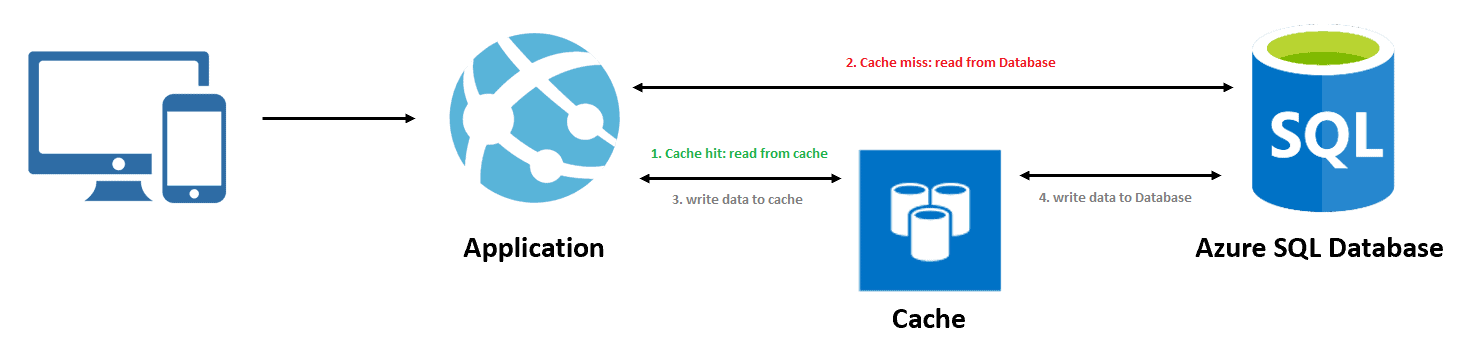 2. Cache miss: read from Database
SQL
1. Cache hit: read from cache
3. write data to cache
4. write data to Database
Application
Azure SQL Database
Cache